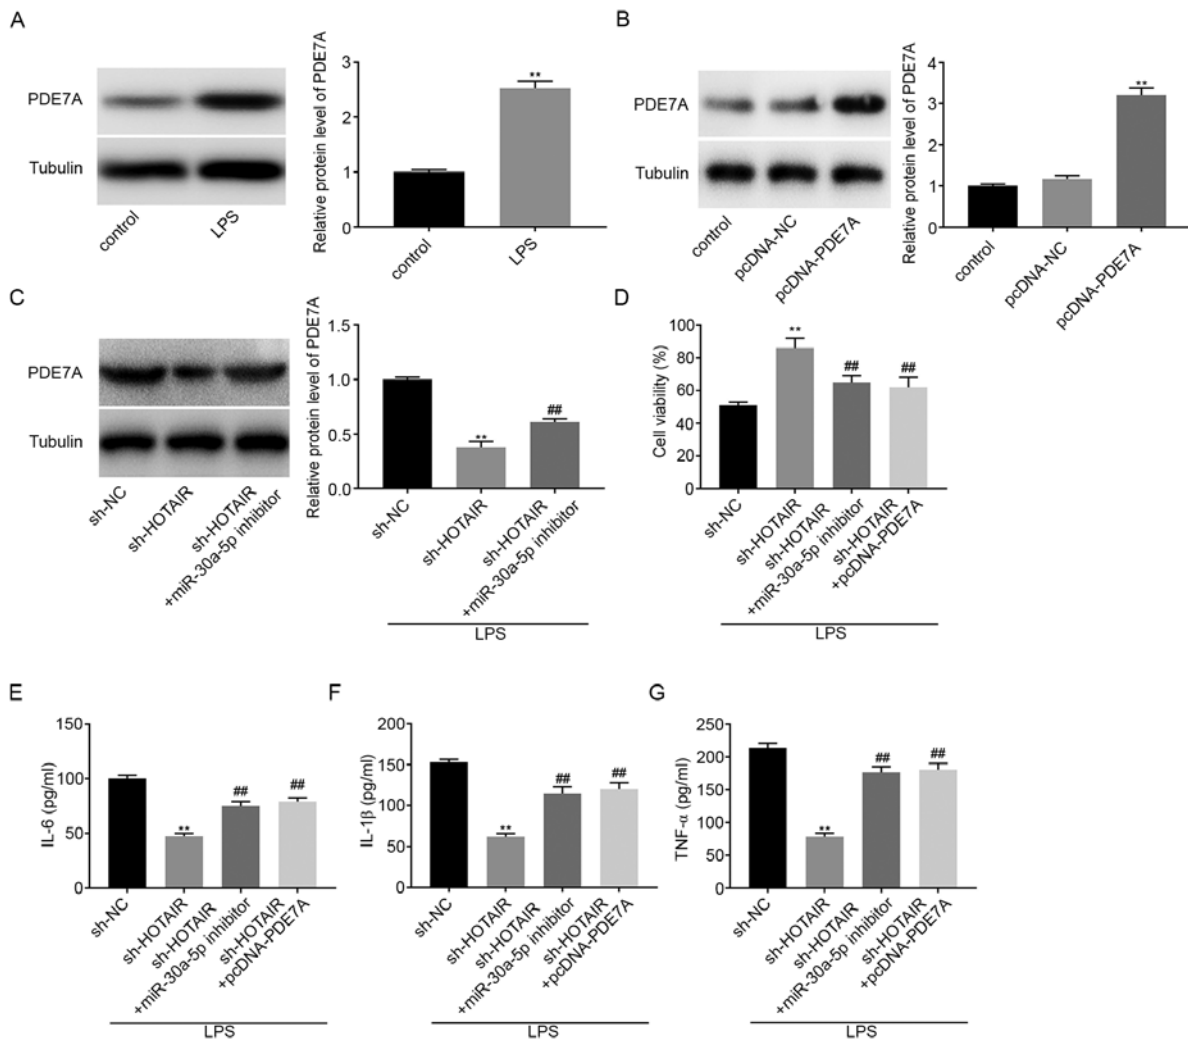 A
PDE7A
Tubulin
control
LPS
Relative protein level of PDE7A
3
2
1
0
**
control
LPS
B
PDE7A
Tubulin
control
pcDNA-NC
pcDNA-PDE7A
Relative protein level of PDE7A
4
3
2
1
0
**
control
pcDNA-NC
pcDNA-PDE7A
C
PDE7A
Tubulin
sh-NC
sh-HOTAIR
sh-HOTAIR
+miR-30a-5p inhibitor
Relative protein level of PDE7A
1.5
1.0
0.5
0.0
**
##
sh-NC
sh-HOTAIR
sh-HOTAIR
+miR-30a-5p inhibitor
LPS
D
Cell viability (%)
100
80
60
40
20
0
**
##
##
sh-NC
sh-HOTAIR
sh-HOTAIR
+miR-30a-5p inhibitor
sh-HOTAIR
+pcDNA-PDE7A
LPS
E
IL-6 (pg/ml)
150
100
50
0
**
##
##
sh-NC
sh-HOTAIR
sh-HOTAIR
+miR-30a-5p inhibitor
sh-HOTAIR
+pcDNA-PDE7A
LPS
F
IL-1β (pg/ml)
200
150
100
50
0
**
##
##
sh-NC
sh-HOTAIR
sh-HOTAIR
+miR-30a-5p inhibitor
sh-HOTAIR
+pcDNA-PDE7A
LPS
G
TNF-α (pg/ml)
250
200
150
100
50
0
**
##
##
sh-NC
sh-HOTAIR
sh-HOTAIR
+miR-30a-5p inhibitor
sh-HOTAIR
+pcDNA-PDE7A
LPS